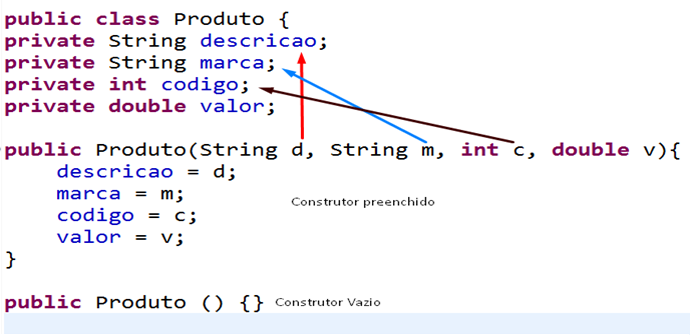 public class Produto {
private String descricao;
private String marca;
private int codigo;
private double valor;
public Produto(String d, String m, int c, double v){
descricao = d;
marca = m;
Construtor preenchido
codigo = c;
valor = v;
}
public Produto () {} Construtor Vazio